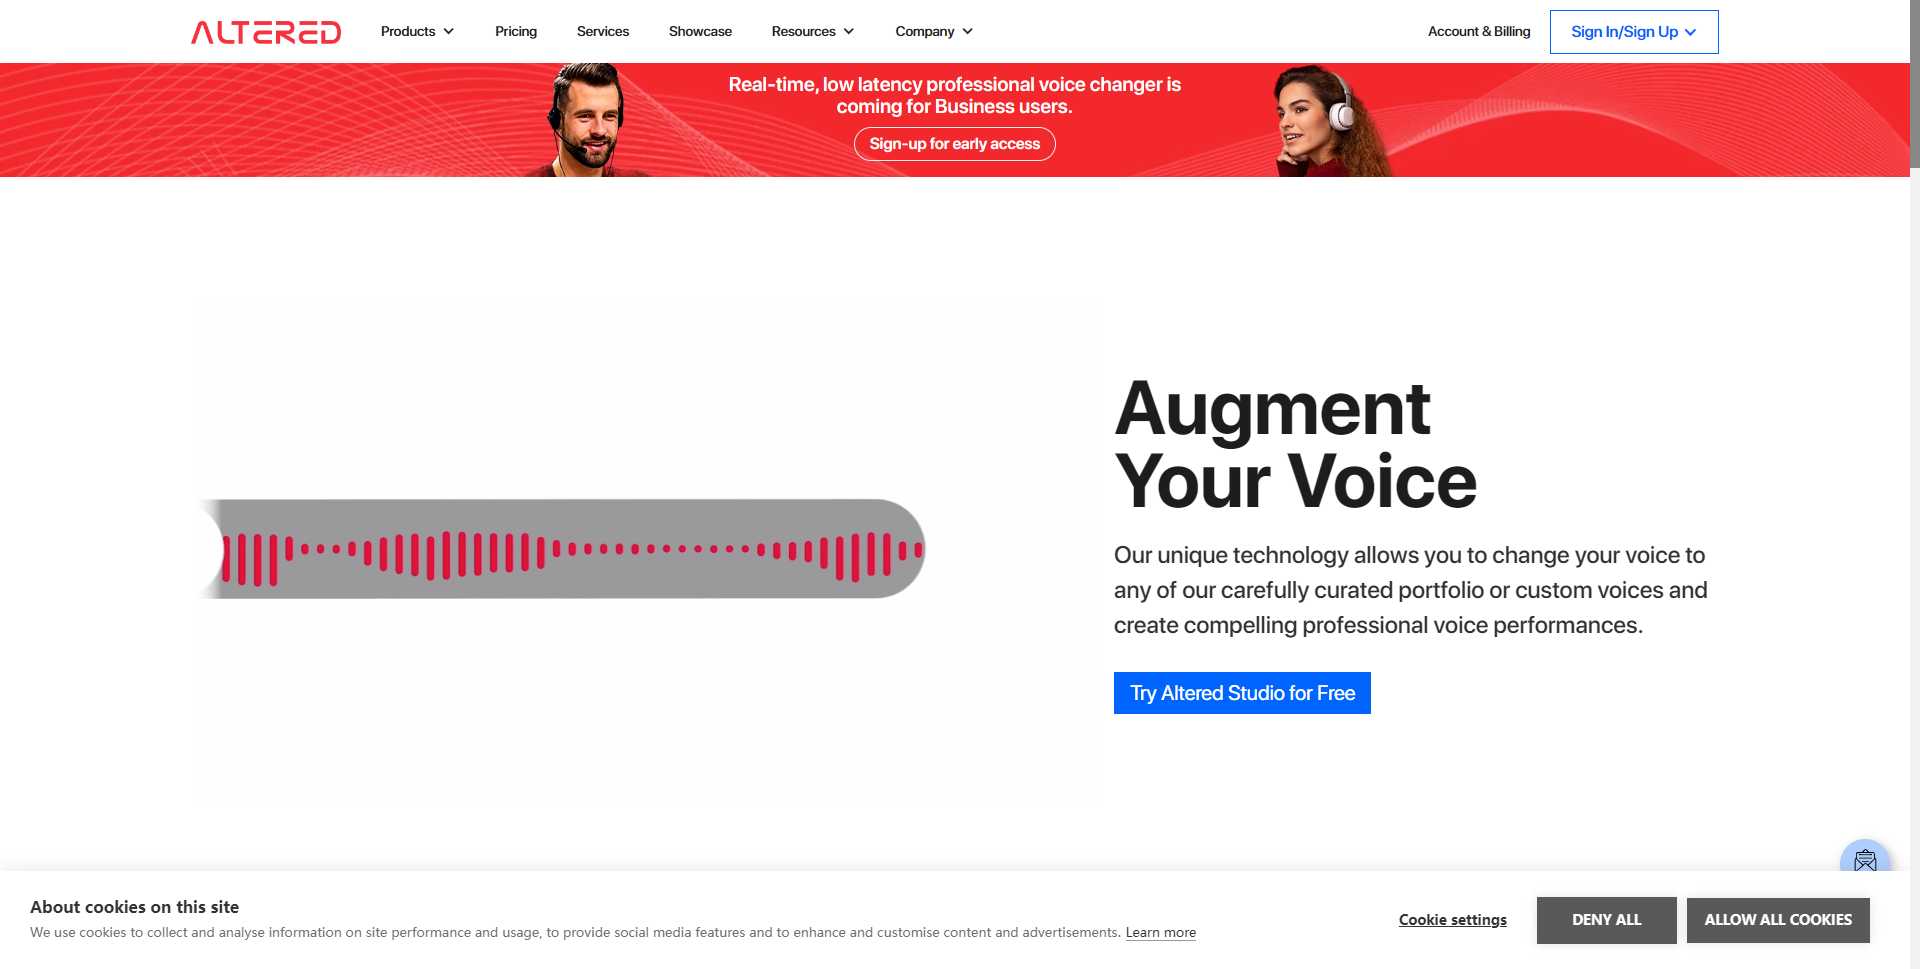 ALTERED
Products
Pricing
Services
Showcase
Resources
Company
Account & Billing
Sign In/Sign Up
Real-time, low latency professional voice changer is
coming for Business users.
Sign-up for early access
Augment
Your Voice
Our unique technology allows you to change your voice to
any of our carefully curated portfolio or custom voices and
create compelling professional voice performances.
Try Altered Studio for Free
About cookies on this site
We use cookies to collect and analyse information on site performance and usage, to provide social media features and to enhance and customise content and advertisements. Learn more
Cookie settings
DENY ALL
ALLOW ALL COOKIES